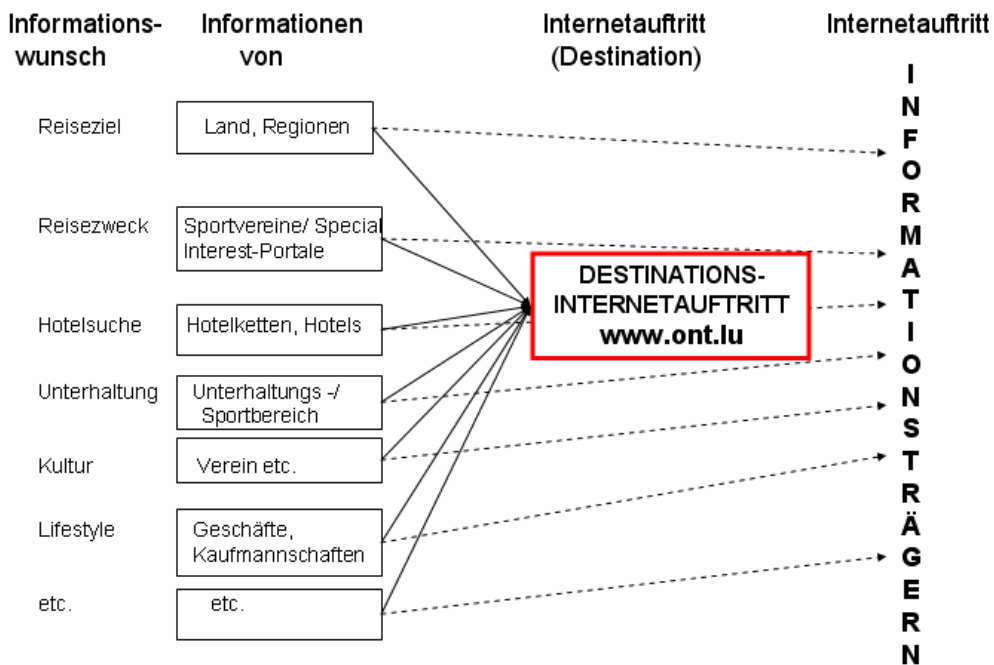 Informations-
wunsch
Informationen
von
Internetauftritt
(Destination)
Internetauftritt
Reiseziel
Land, Regionen
Reisezweck
Sportvereine/ Special
Interest-Portale
Hotelsuche
Hotelketten, Hotels
Unterhaltung
Unterhaltungs -/
Sportbereich
Kultur
Verein etc.
Lifestyle
Geschäfte,
Kaufmannschaften
etc.
etc.
DESTINATIONS-
INTERNETAUFTRITT
www.ont.lu
INFORMATIONSTRÄGERN